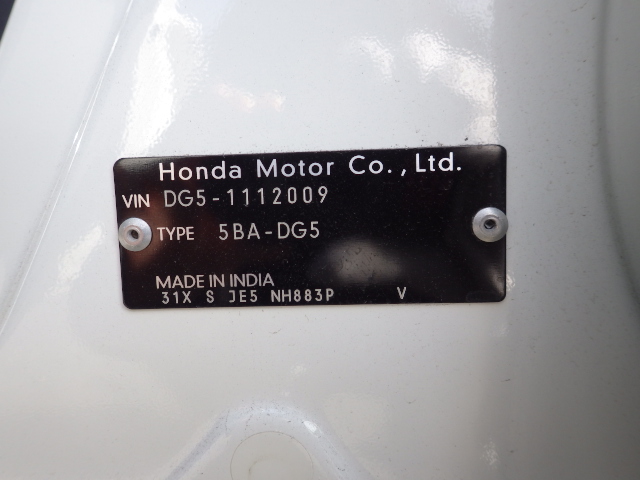 Honda Motor Co., Ltd.
VIN DG5-1112009
TYPE 5BA-DG5
MADE IN INDIA
31X S JE5 NH883P V